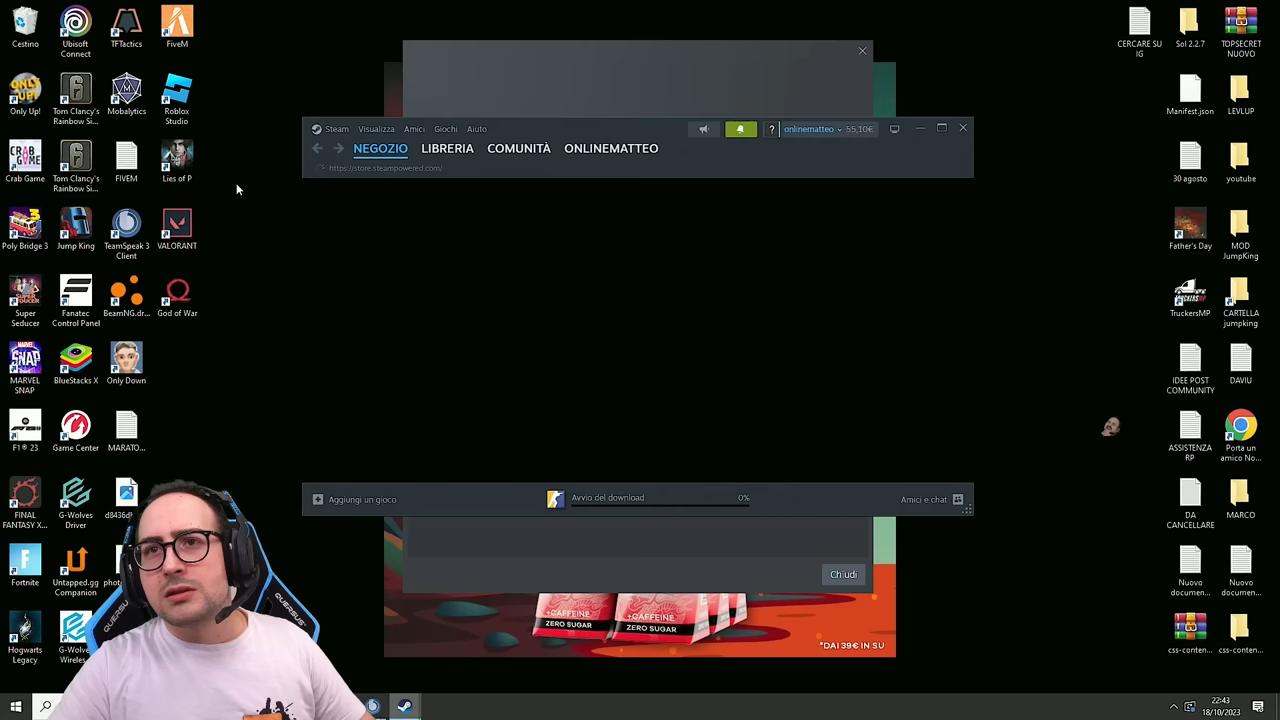 Cestino
Ubisoft
Connect
TFTactics
FiveM
Only Up!
Tom Clancy's
Rainbow Si...
Mobalytics
Roblox
Studio
Crab Game
Tom Clancy's
Rainbow Si...
FIVEM
Lies of P
Poly Bridge 3
Jump King
TeamSpeak 3
Client
VALORANT
Super
Seducer
Fanatec
Control Panel
BeamNG.dr...
God of War
MARVEL
SNAP
BlueStacks X
Only Down
F1® 23
Game Center
MARATO...
FINAL
FANTASY X...
G-Wolves
Driver
Fortnite
Untapped.gg
Companion
Hogwarts
Legacy
G-Wolves
Steam Visualizza Amici Giochi Aiuto
onlinematteo 55,10€
NEGOZIO LIBRERIA COMUNITÀ ONLINEMATTEO
https://store.steampowered.com/
Aggiungi un gioco
Avvio del download 0%
Amici e chat
+CAFFEINE
ZERO SUGAR
+CAFFEINE
ZERO SUGAR
*DAI 39€ IN SU
CERCARE SU
IG
Sol 2.2.7
TOPSECRET
NUOVO
Manifest.json
LEVLUP
30 agosto
youtube
Father's Day
MOD
JumpKing
TruckersMP
CARTELLA
jumpking
IDEE POST
COMMUNITY
DAVIU
ASSISTENZA
RP
Porta un
amico No...
DA
CANCELLARE
MARCO
Nuovo
documen...
Nuovo
documen...
css-conten...
css-conten...
QUERSUS
22:43
18/10/2023